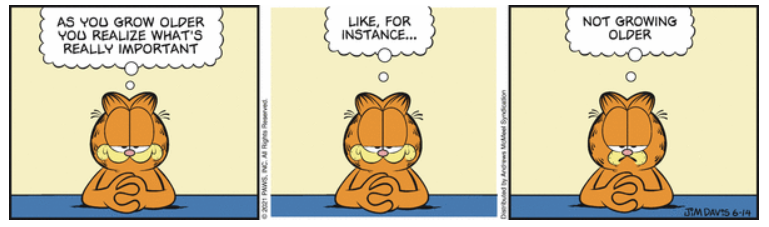 AS YOU GROW OLDER
YOU REALIZE WHAT'S
REALLY IMPORTANT
© 2021 PAWS, INC. All Rights Reserved.
LIKE, FOR
INSTANCE...
Distributed by Andrews McMeel Syndication
NOT GROWING
OLDER
JIM DAVIS 6-14